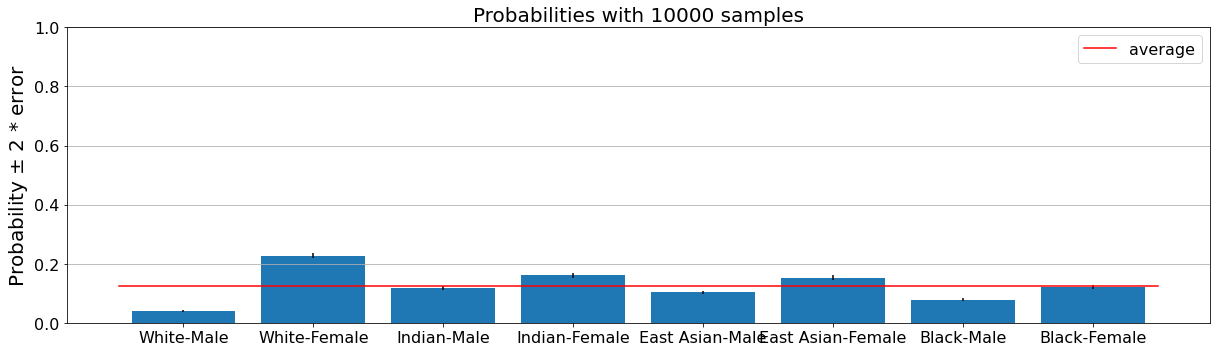 Probabilities with 10000 samples
average
Probability ± 2 * error
1.0
0.8
0.6
0.4
0.2
0.0
White-Male White-Female Indian-Male Indian-Female East Asian-Male East Asian-Female Black-Male Black-Female